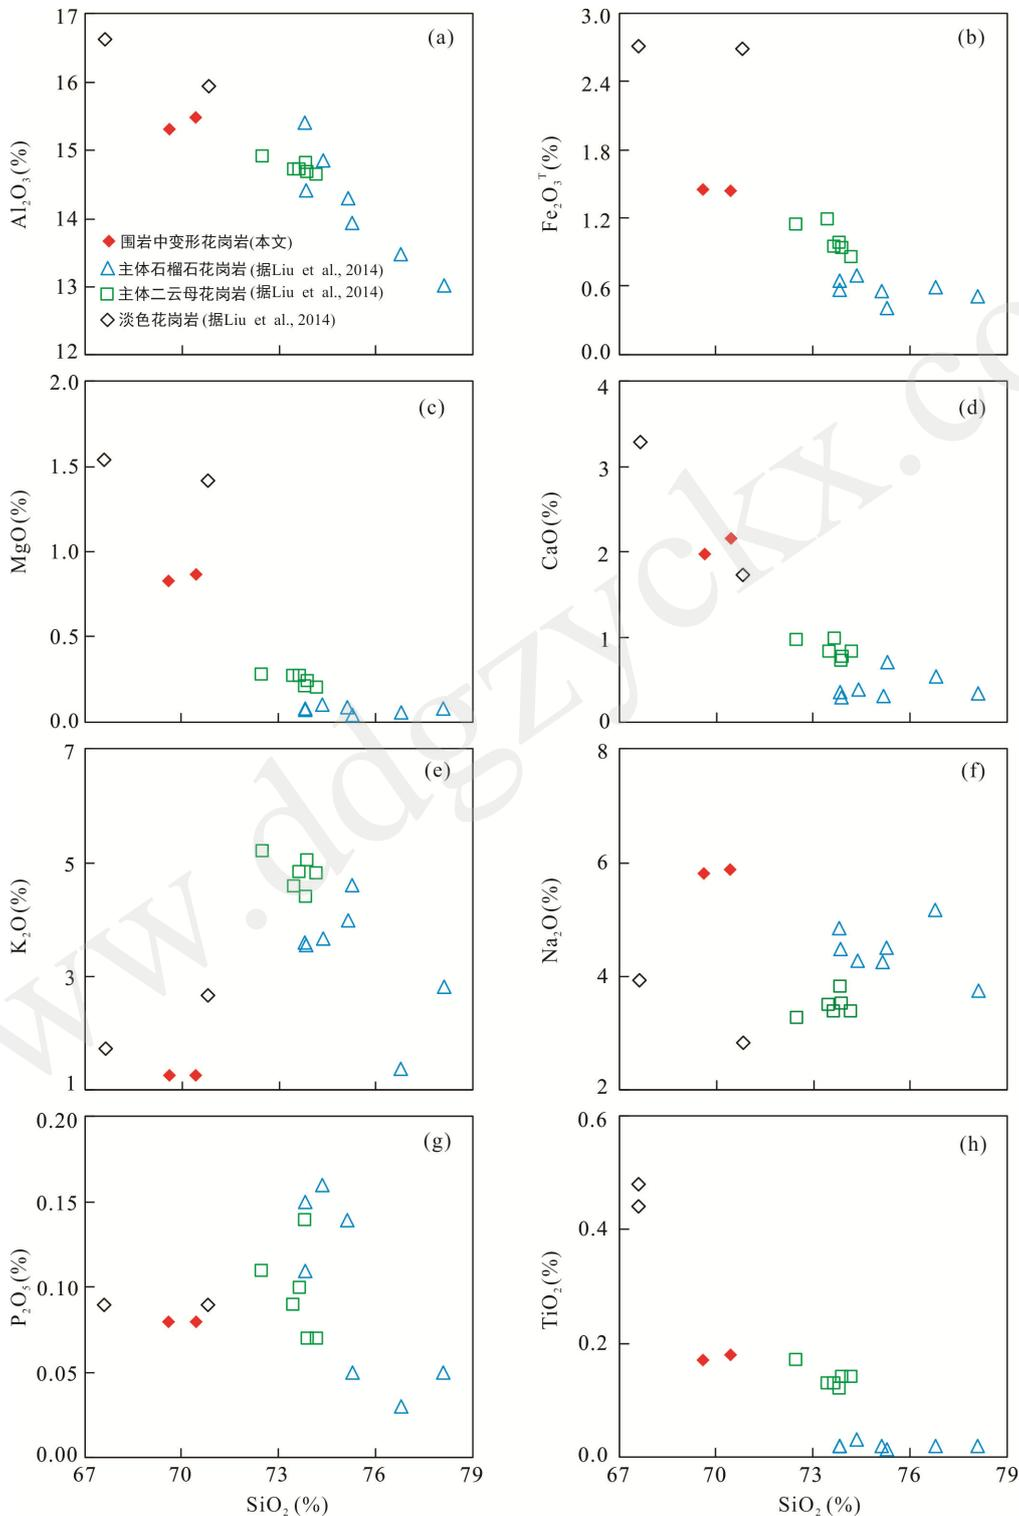 17
16
15
14
13
12
Al₂O₃(%)
(a)
围岩中变形花岗岩(本文)
主体石榴石花岗岩(据Liu et al., 2014)
主体二云母花岗岩(据Liu et al., 2014)
淡色花岗岩(据Liu et al., 2014)
3.0
2.4
1.8
1.2
0.6
0.0
Fe₂O₃ᵀ(%)
(b)
2.0
1.5
1.0
0.5
0.0
MgO(%)
(c)
4
3
2
1
0
CaO(%)
(d)
7
5
3
1
K₂O(%)
(e)
8
6
4
2
Na₂O(%)
(f)
0.20
0.15
0.10
0.05
0.00
P₂O₅(%)
(g)
67 70 73 76 79
SiO₂(%)
0.6
0.4
0.2
0.0
TiO₂(%)
(h)
67 70 73 76 79
SiO₂(%)
www.ddgzyckx.co